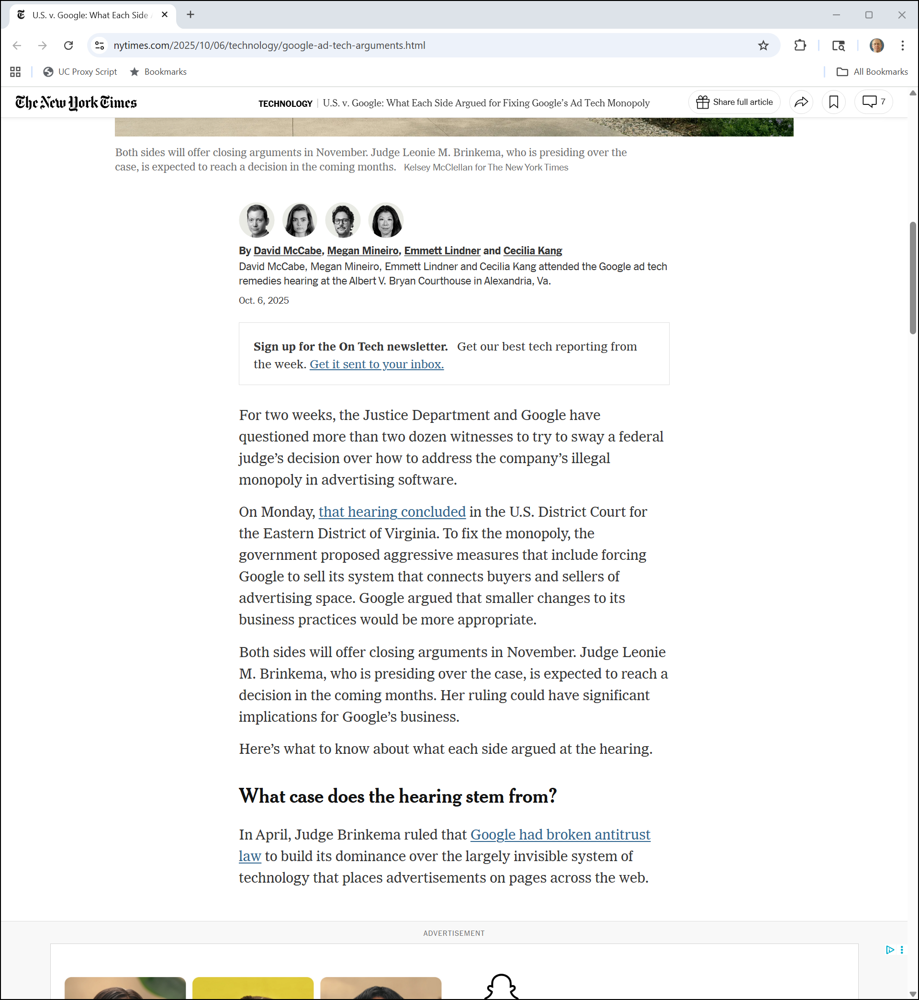 U.S. v. Google: What Each Side
nytimes.com/2025/10/06/technology/google-ad-tech-arguments.html
UC Proxy Script
Bookmarks
All Bookmarks
The New York Times
TECHNOLOGY
U.S. v. Google: What Each Side Argued for Fixing Google’s Ad Tech Monopoly
Share full article
7
Both sides will offer closing arguments in November. Judge Leonie M. Brinkema, who is presiding over the
case, is expected to reach a decision in the coming months. Kelsey McClellan for The New York Times
By David McCabe, Megan Mineiro, Emmett Lindner and Cecilia Kang
David McCabe, Megan Mineiro, Emmett Lindner and Cecilia Kang attended the Google ad tech
remedies hearing at the Albert V. Bryan Courthouse in Alexandria, Va.
Oct. 6, 2025
Sign up for the On Tech newsletter. Get our best tech reporting from
the week. Get it sent to your inbox.
For two weeks, the Justice Department and Google have
questioned more than two dozen witnesses to try to sway a federal
judge’s decision over how to address the company’s illegal
monopoly in advertising software.
On Monday, that hearing concluded in the U.S. District Court for
the Eastern District of Virginia. To fix the monopoly, the
government proposed aggressive measures that include forcing
Google to sell its system that connects buyers and sellers of
advertising space. Google argued that smaller changes to its
business practices would be more appropriate.
Both sides will offer closing arguments in November. Judge Leonie
M. Brinkema, who is presiding over the case, is expected to reach a
decision in the coming months. Her ruling could have significant
implications for Google’s business.
Here’s what to know about what each side argued at the hearing.
What case does the hearing stem from?
In April, Judge Brinkema ruled that Google had broken antitrust
law to build its dominance over the largely invisible system of
technology that places advertisements on pages across the web.
ADVERTISEMENT